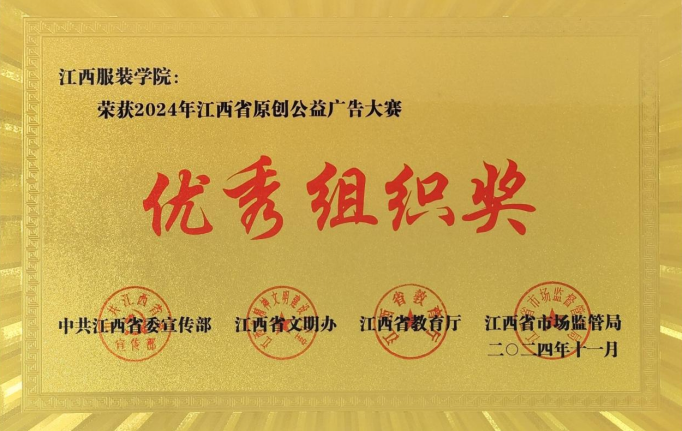 江西服装学院：
荣获2024年江西省原创公益广告大赛
优秀组织奖
中共江西省委宣传部 江西省文明办 江西省教育厅 江西省市场监管局
二〇二四年十一月